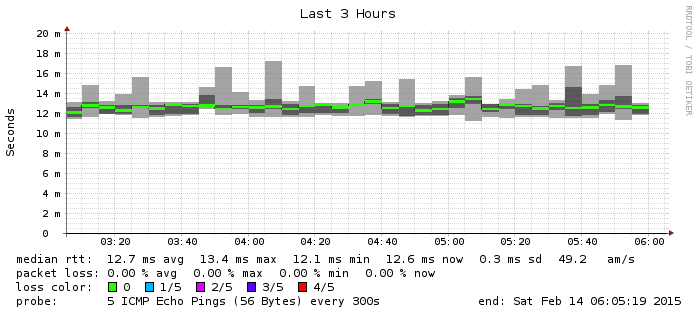 Last 3 Hours
RRDTOOL / TOBI OETIKER
Seconds
20 m
18 m
16 m
14 m
12 m
10 m
8 m
6 m
4 m
2 m
0
03:20 03:40 04:00 04:20 04:40 05:00 05:20 05:40 06:00
median rtt: 12.7 ms avg 13.4 ms max 12.1 ms min 12.6 ms now 0.3 ms sd 49.2 am/s
packet loss: 0.00 % avg 0.00 % max 0.00 % min 0.00 % now
loss color: 0 1/5 2/5 3/5 4/5
probe: 5 ICMP Echo Pings (56 Bytes) every 300s end: Sat Feb 14 06:05:19 2015